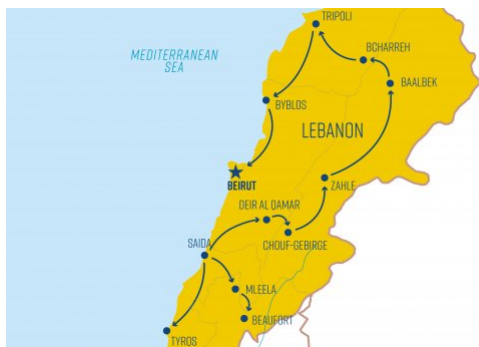 TRIPOLI
MEDITERRANEAN
SEA
BCHARREH
BAALBEK
BYBLOS
LEBANON
BEIRUT
ZAHLE
DEIR AL QAMAR
CHOUF-GEBIRGE
SAIDA
MLEELA
BEAUFORT
TYROS